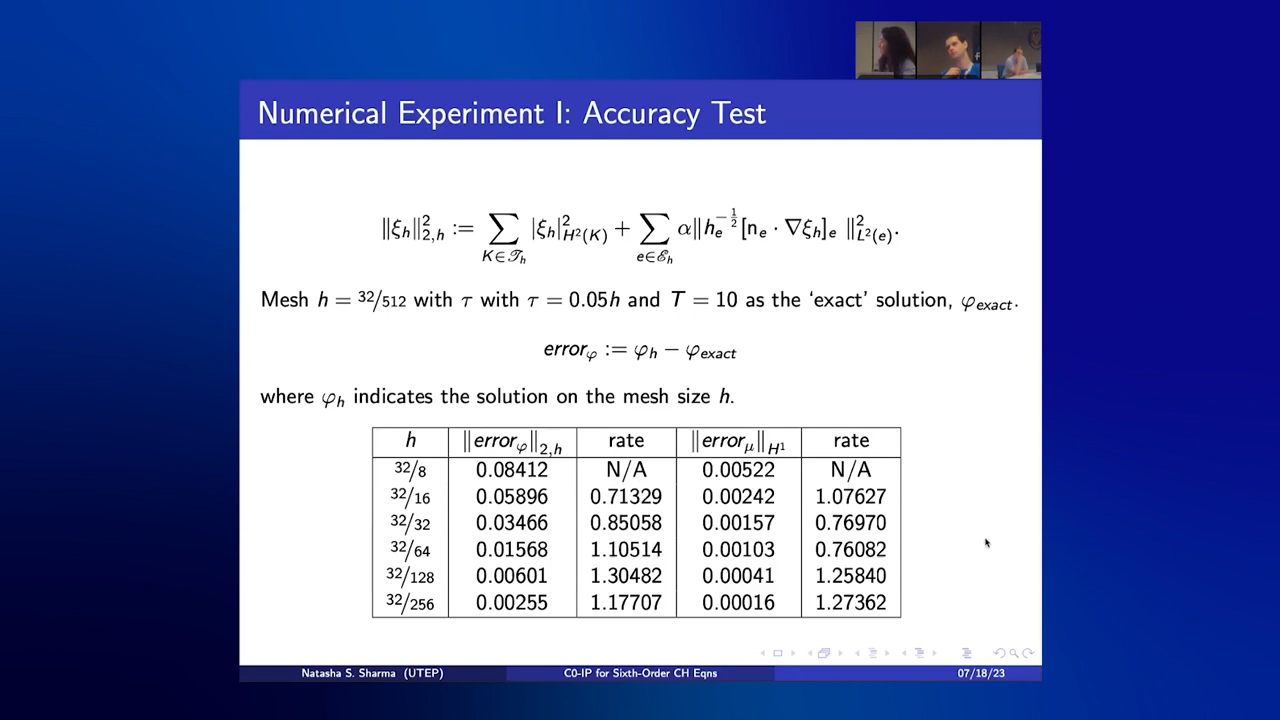 Numerical Experiment I: Accuracy Test
‖ξ_h‖²_{2,h} := ∑_{K∈𝒯_h} |ξ_h|²_{H²(K)} + ∑_{e∈ℰ_h} α‖h_e^{-1/2}[n_e · ∇ξ_h]_e ‖²_{L²(e)}.
Mesh h = 32/512 with τ with τ = 0.05h and T = 10 as the ‘exact’ solution, φ_exact.
error_φ := φ_h − φ_exact
where φ_h indicates the solution on the mesh size h.
h ‖error_φ‖_{2,h} rate ‖error_μ‖_{H¹} rate
32/8 0.08412 N/A 0.00522 N/A
32/16 0.05896 0.71329 0.00242 1.07627
32/32 0.03466 0.85058 0.00157 0.76970
32/64 0.01568 1.10514 0.00103 0.76082
32/128 0.00601 1.30482 0.00041 1.25840
32/256 0.00255 1.17707 0.00016 1.27362
Natasha S. Sharma (UTEP) C0-IP for Sixth-Order CH Eqns 07/18/23